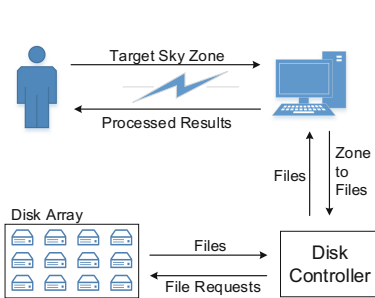 Target Sky Zone
Processed Results
Files
Zone
to
Files
Disk Array
Files
File Requests
Disk
Controller